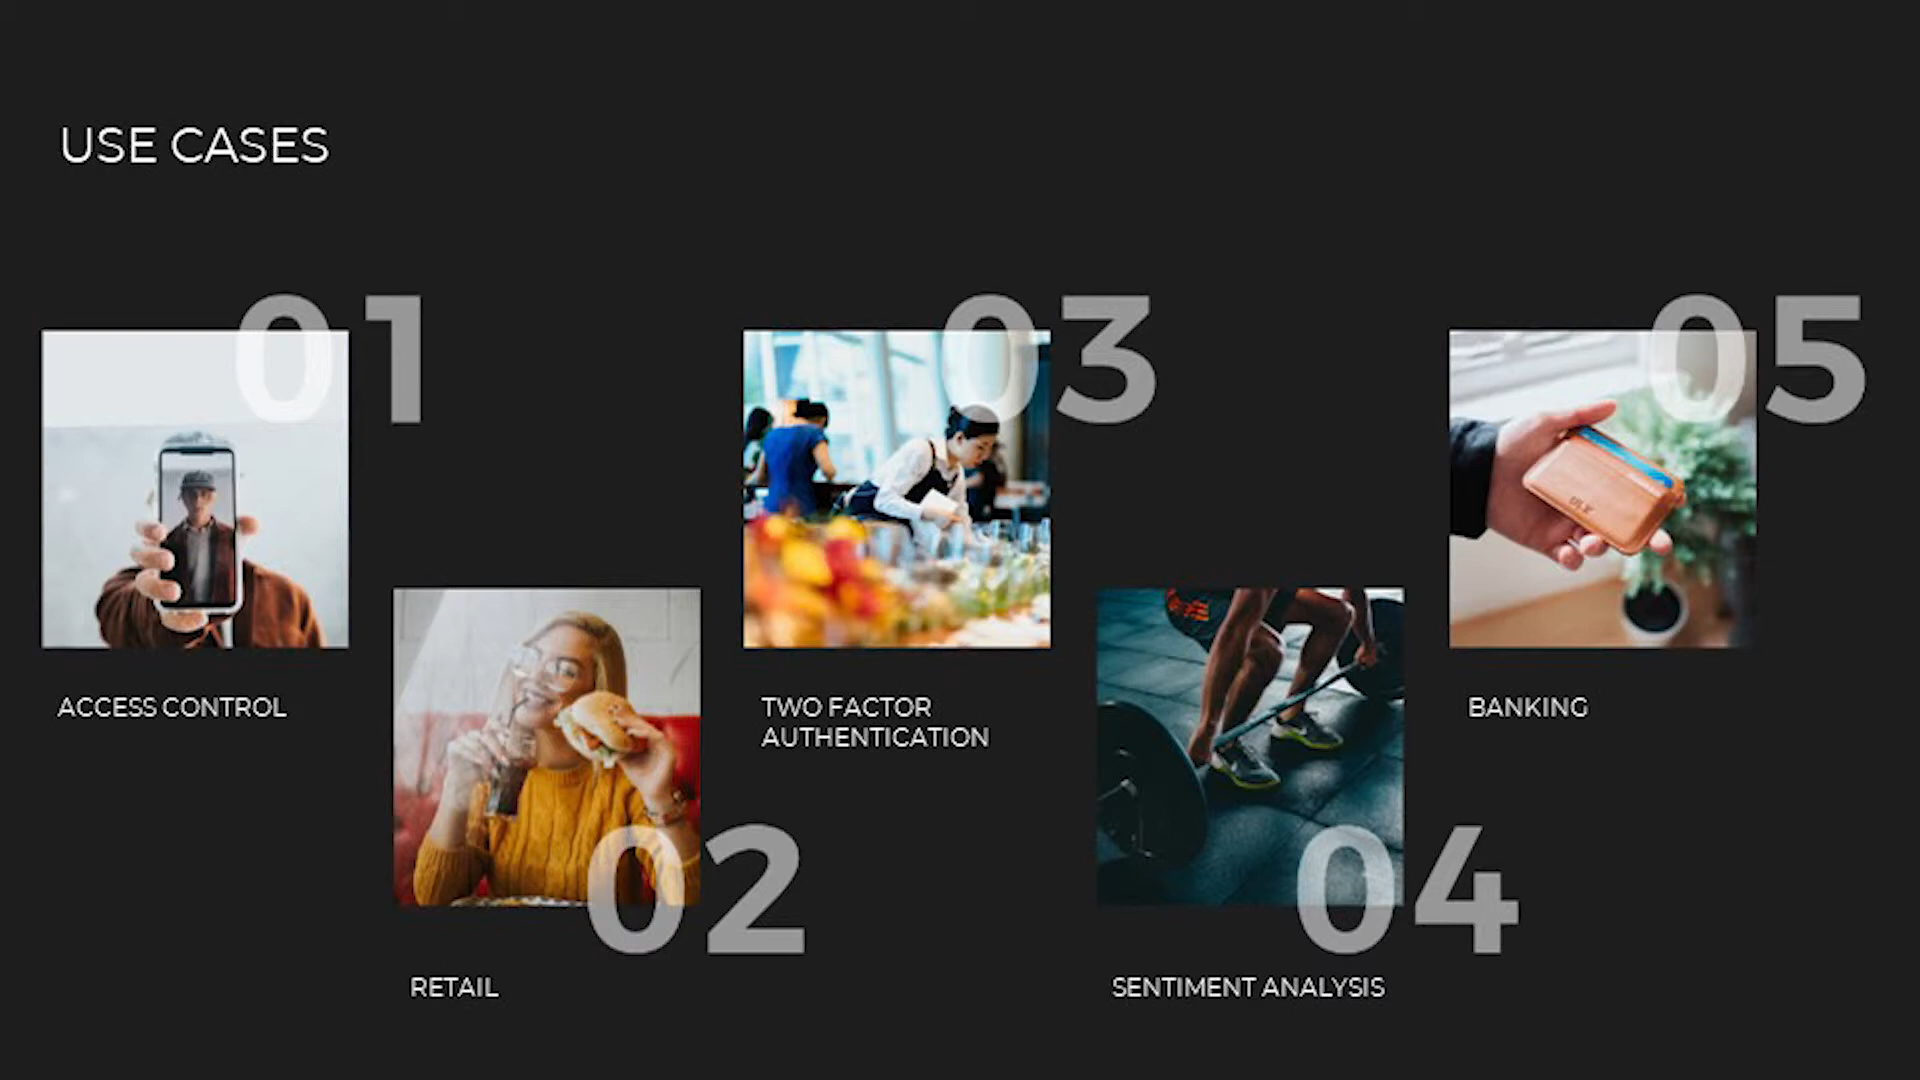 USE CASES
01
ACCESS CONTROL
02
RETAIL
03
TWO FACTOR
AUTHENTICATION
04
SENTIMENT ANALYSIS
05
BANKING